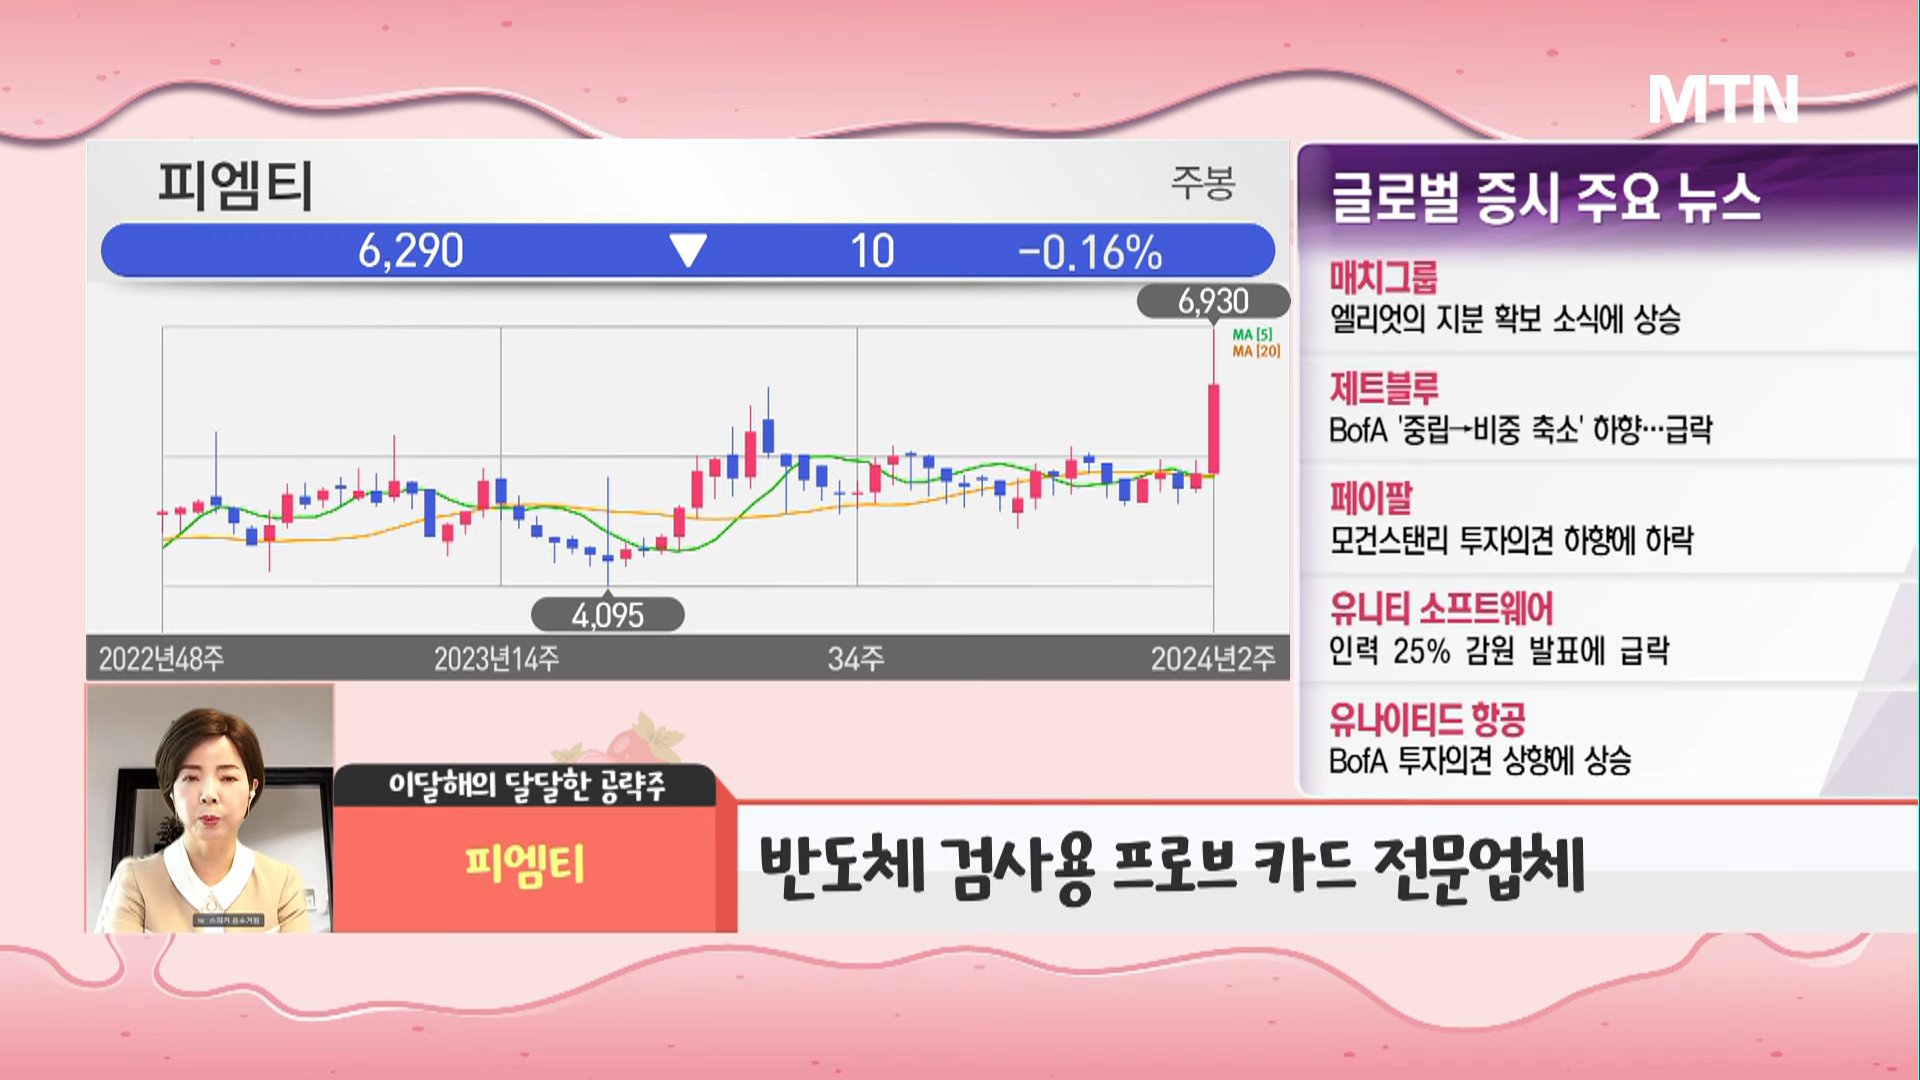 MTN
피엠티
주봉
6,290 ▼ 10 -0.16%
6,930
MA [5]
MA [20]
4,095
2022년48주 2023년14주 34주 2024년2주
글로벌 증시 주요 뉴스
매치그룹
엘리엇의 지분 확보 소식에 상승
제트블루
BofA '중립→비중 축소' 하향…급락
페이팔
모건스탠리 투자의견 하향에 하락
유니티 소프트웨어
인력 25% 감원 발표에 급락
유나이티드 항공
BofA 투자의견 상향에 상승
이달해의 달달한 공략주
피엠티
반도체 검사용 프로브 카드 전문업체